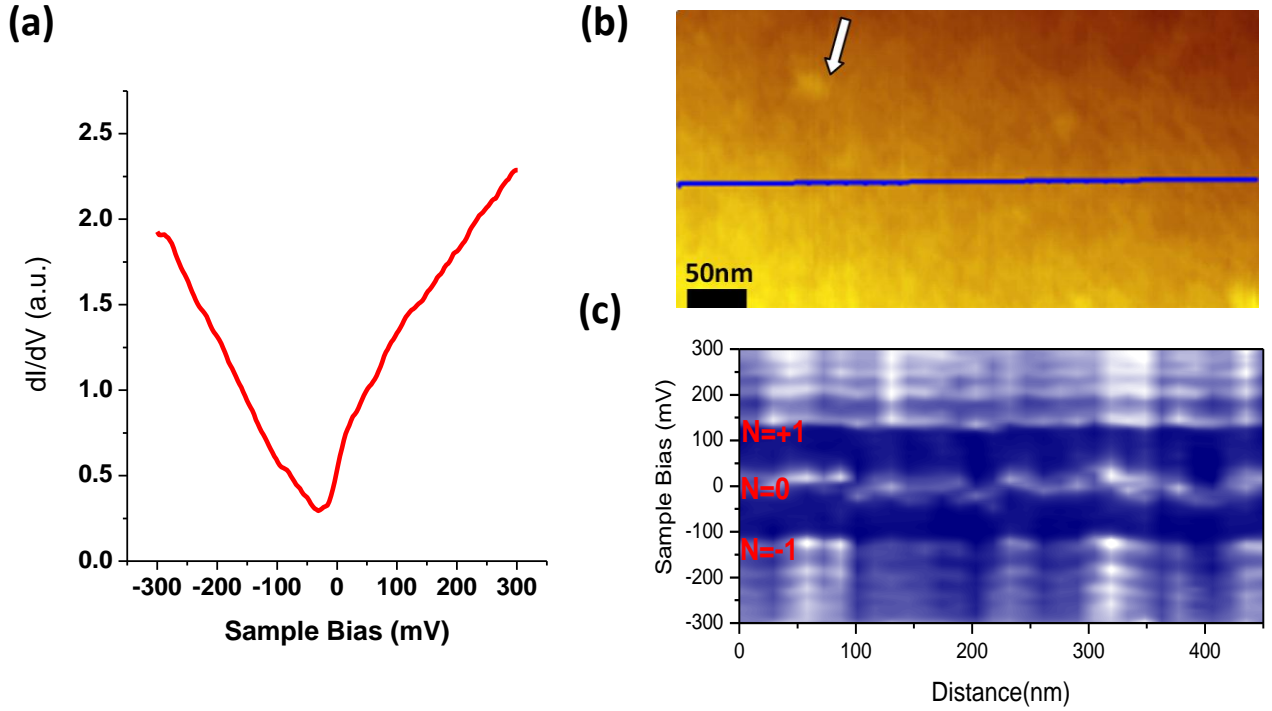 (a)
2.5
2.0
1.5
1.0
0.5
0.0
dI/dV (a.u.)
-300 -200 -100 0 100 200 300
Sample Bias (mV)
(b)
50nm
(c)
300
200
100
0
-100
-200
-300
Sample Bias (mV)
N=+1
N=0
N=-1
0 100 200 300 400
Distance(nm)